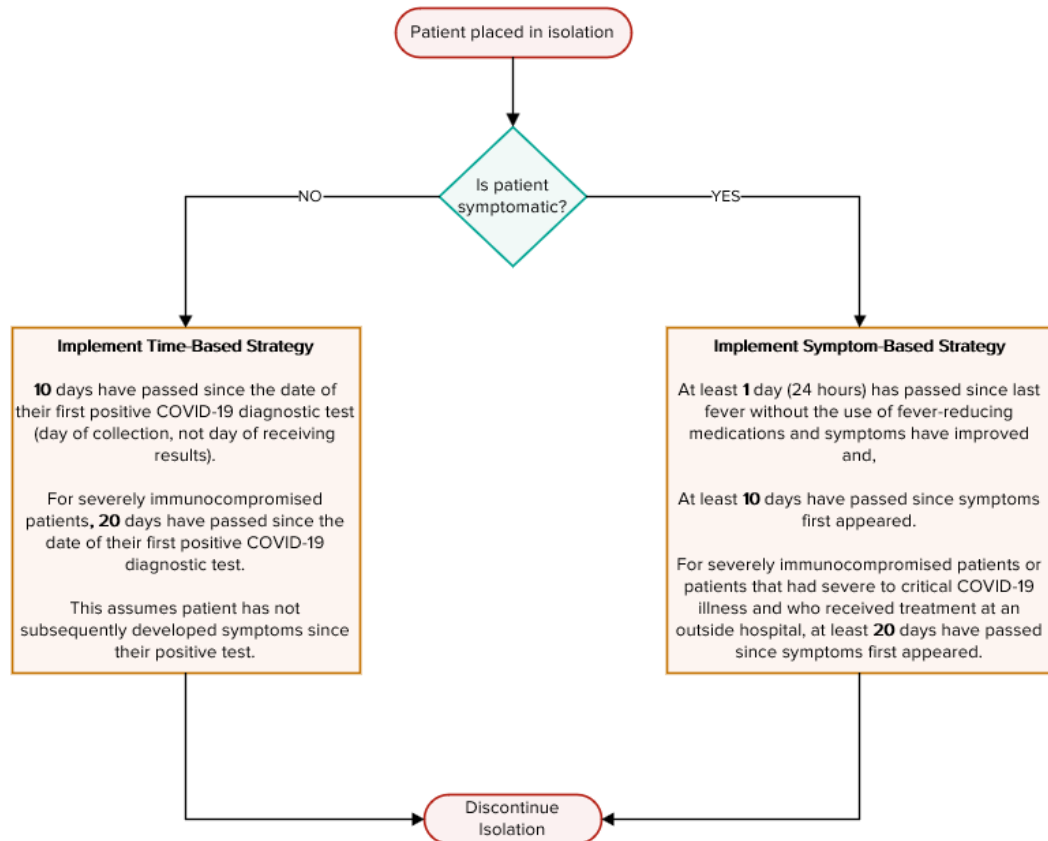 Patient placed in isolation
Is patient
symptomatic?
NO
YES
Implement Time-Based Strategy
10 days have passed since the date of
their first positive COVID-19 diagnostic test
(day of collection, not day of receiving
results).
For severely immunocompromised
patients, 20 days have passed since the
date of their first positive COVID-19
diagnostic test.
This assumes patient has not
subsequently developed symptoms since
their positive test.
Implement Symptom-Based Strategy
At least 1 day (24 hours) has passed since last
fever without the use of fever-reducing
medications and symptoms have improved
and,
At least 10 days have passed since symptoms
first appeared.
For severely immunocompromised patients or
patients that had severe to critical COVID-19
illness and who received treatment at an
outside hospital, at least 20 days have passed
since symptoms first appeared.
Discontinue
Isolation